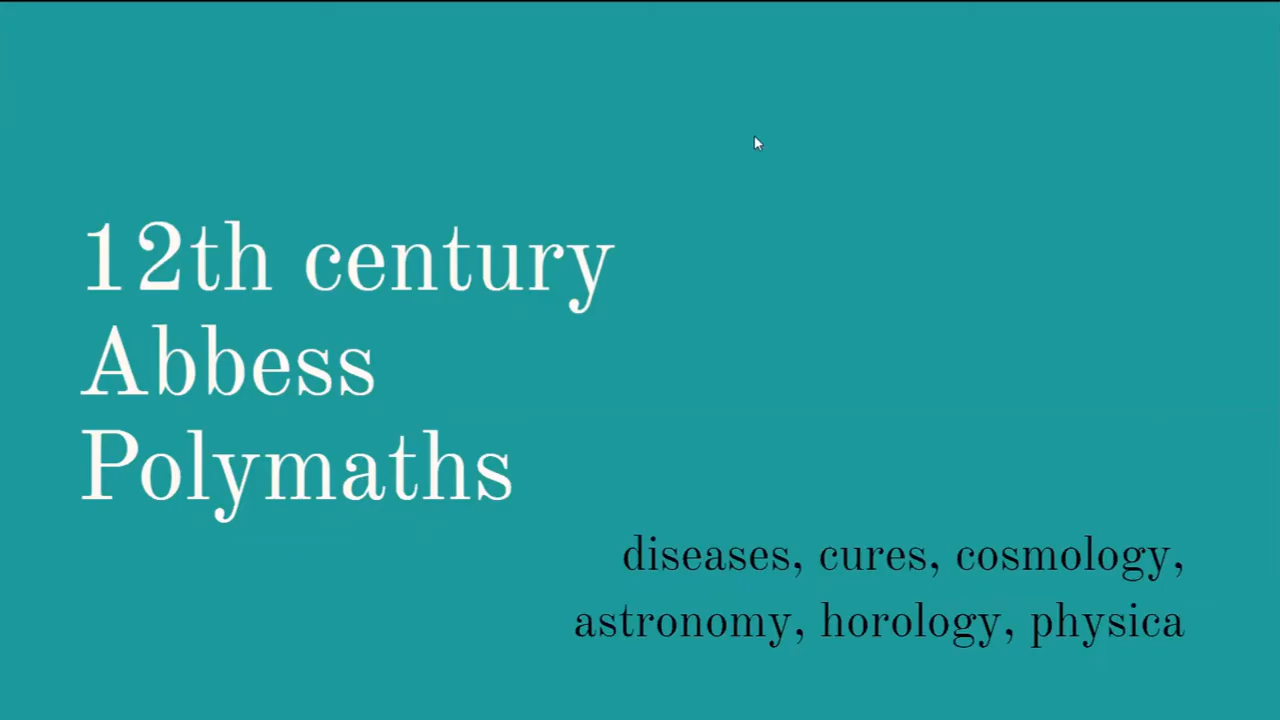 12th century
Abbess
Polymaths
diseases, cures, cosmology,
astronomy, horology, physica